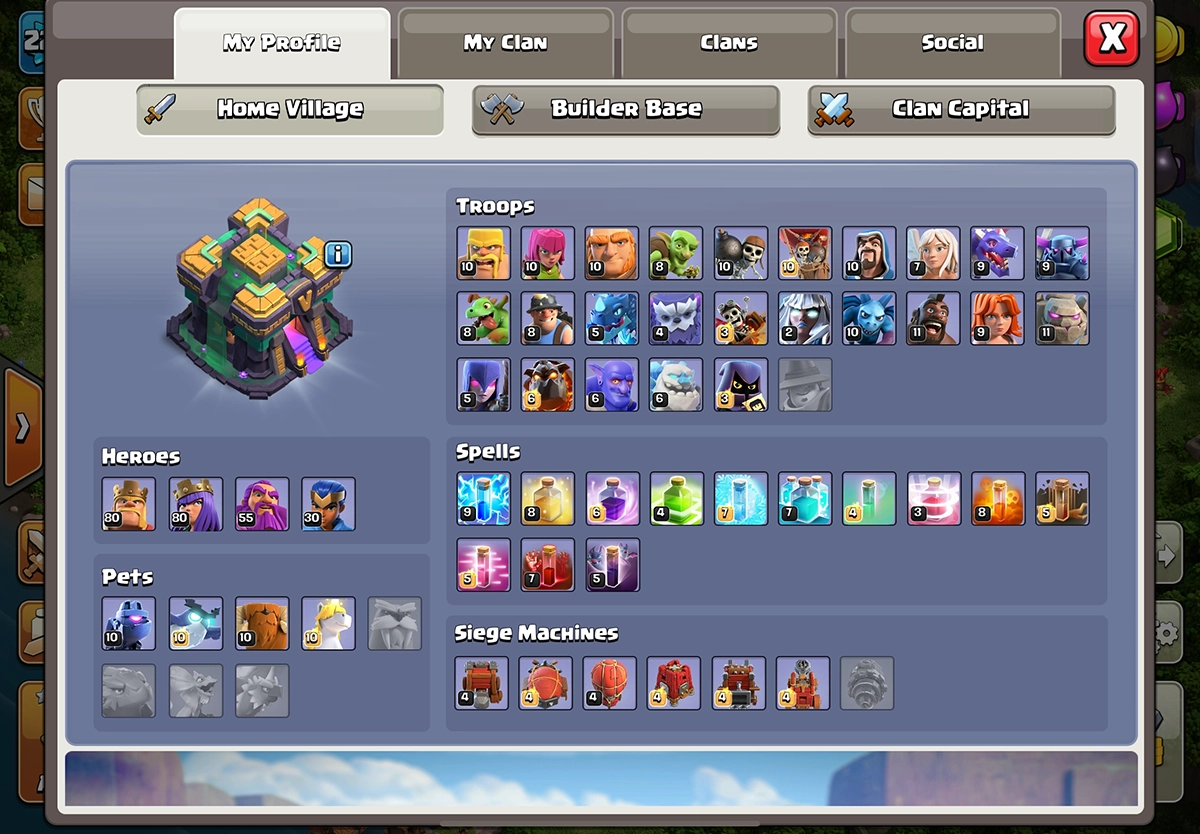 My Profile
My Clan
Clans
Social
X
Home Village
Builder Base
Clan Capital
i
Troops
10 10 10 8 10 10 10 7 9 9
8 8 5 4 3 2 10 11 9 11
5 6 6 6 3
Heroes
80 80 55 30
Spells
9 8 6 4 7 7 4 3 8 5
5 7 5
Pets
10 10 10 10
Siege Machines
4 4 4 4 4 4